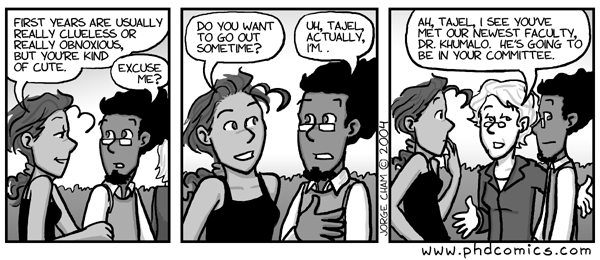 FIRST YEARS ARE USUALLY
REALLY CLUELESS OR
REALLY OBNOXIOUS,
BUT YOU'RE KIND
OF CUTE.
EXCUSE
ME?
DO YOU WANT
TO GO OUT
SOMETIME?
UH, TAJEL,
ACTUALLY,
I'M. .
AH, TAJEL, I SEE YOU'VE
MET OUR NEWEST FACULTY,
DR. KHUMALO. HE'S GOING TO
BE IN YOUR COMMITTEE.
JORGE CHAM © 2004
www.phdcomics.com